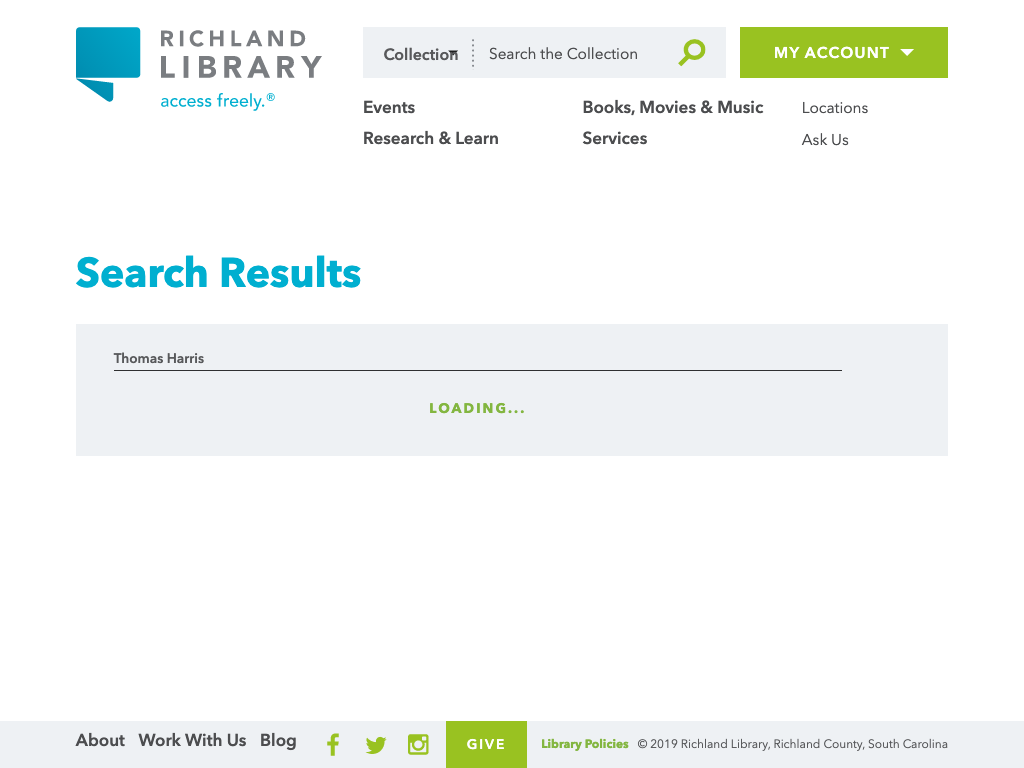 RICHLAND
LIBRARY
access freely.®
Collection
Search the Collection
MY ACCOUNT
Events
Books, Movies & Music
Locations
Research & Learn
Services
Ask Us
Search Results
Thomas Harris
LOADING...
About Work With Us Blog
GIVE
Library Policies © 2019 Richland Library, Richland County, South Carolina